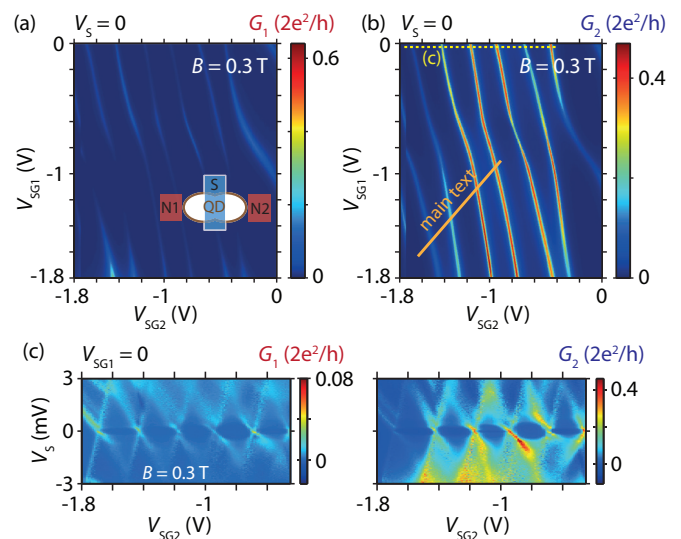 (a) V_S = 0 G_1 (2e²/h)
0 0.6
B = 0.3 T
V_SG1 (V)
-1
S
N1 QD N2
-1.8 0
-1.8 -1 0
V_SG2 (V)
(b) V_S = 0 G_2 (2e²/h)
0 0.4
(c) B = 0.3 T
V_SG1 (V)
-1
main text
-1.8 0
-1.8 -1 0
V_SG2 (V)
(c) V_SG1 = 0 G_1 (2e²/h)
3 0.08
V_S (mV)
0
B = 0.3 T 0
-3
-1.8 -1
V_SG2 (V)
G_2 (2e²/h)
0.4
0
-1.8 -1
V_SG2 (V)